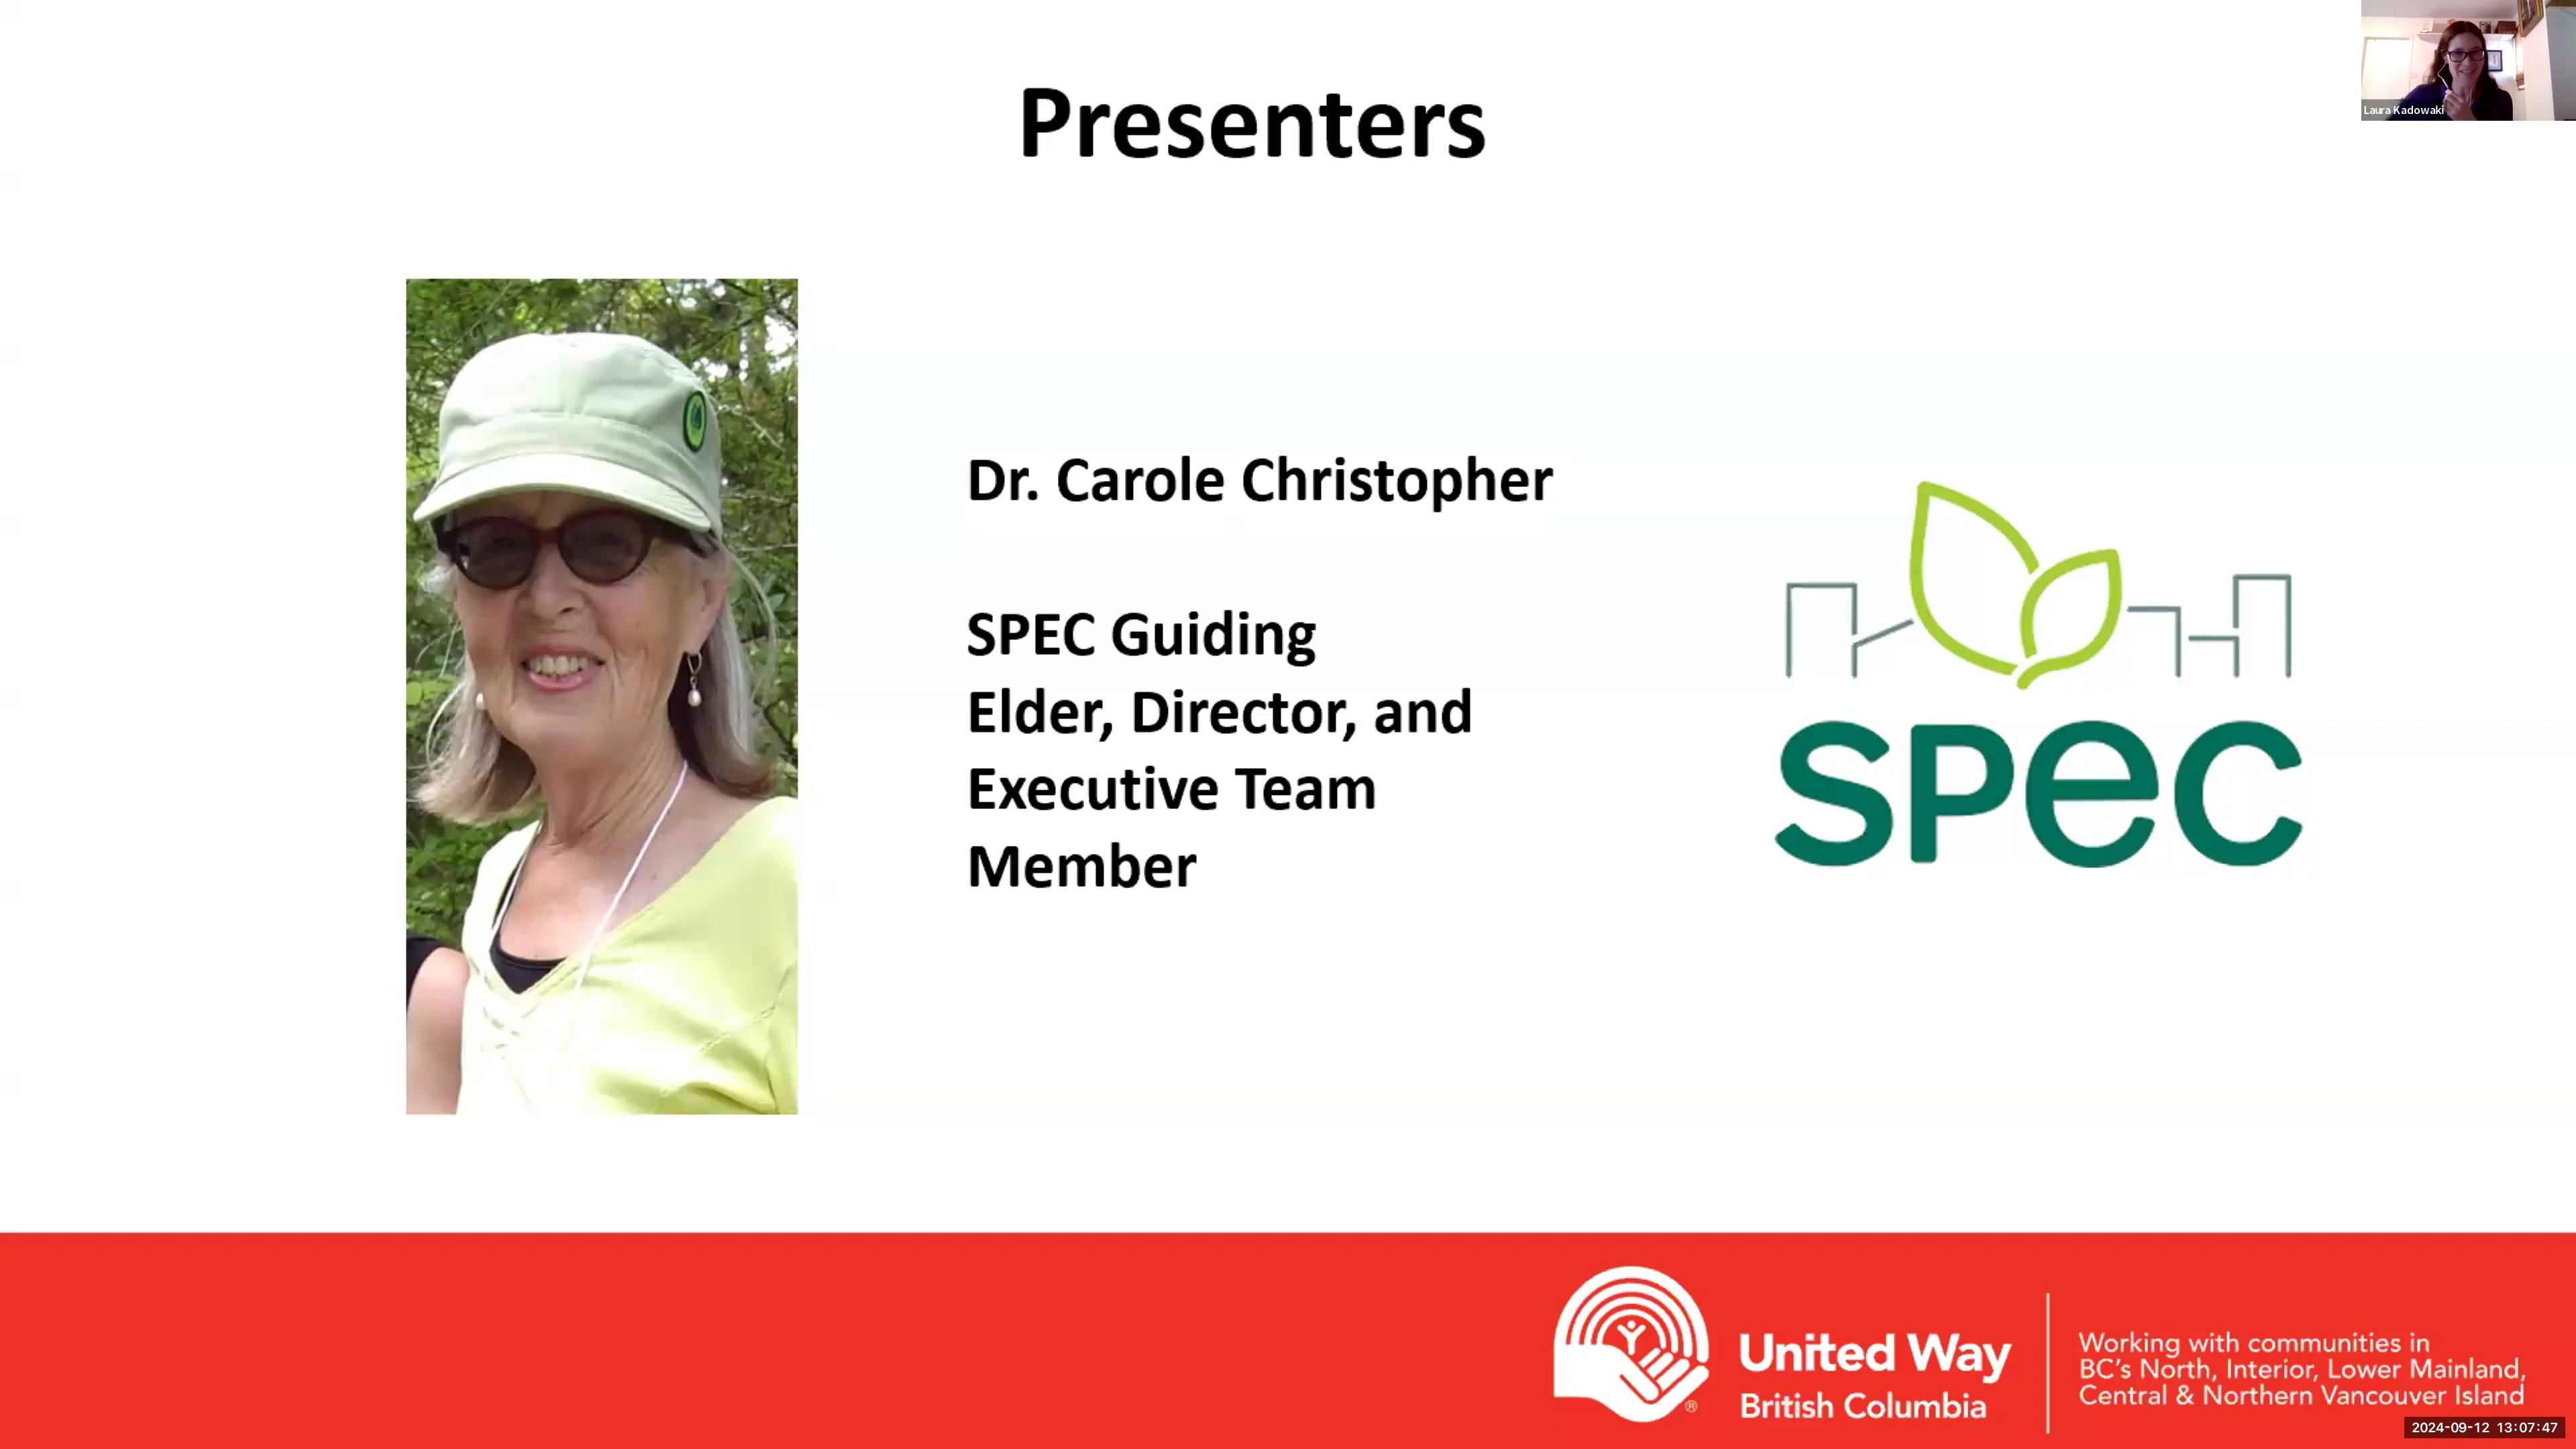 Presenters
Laura Kadowaki
Dr. Carole Christopher
SPEC Guiding
Elder, Director, and
Executive Team
Member
SPEC
United Way
British Columbia
®
Working with communities in
BC's North, Interior, Lower Mainland,
Central & Northern Vancouver Island
2024-09-12 13:07:47